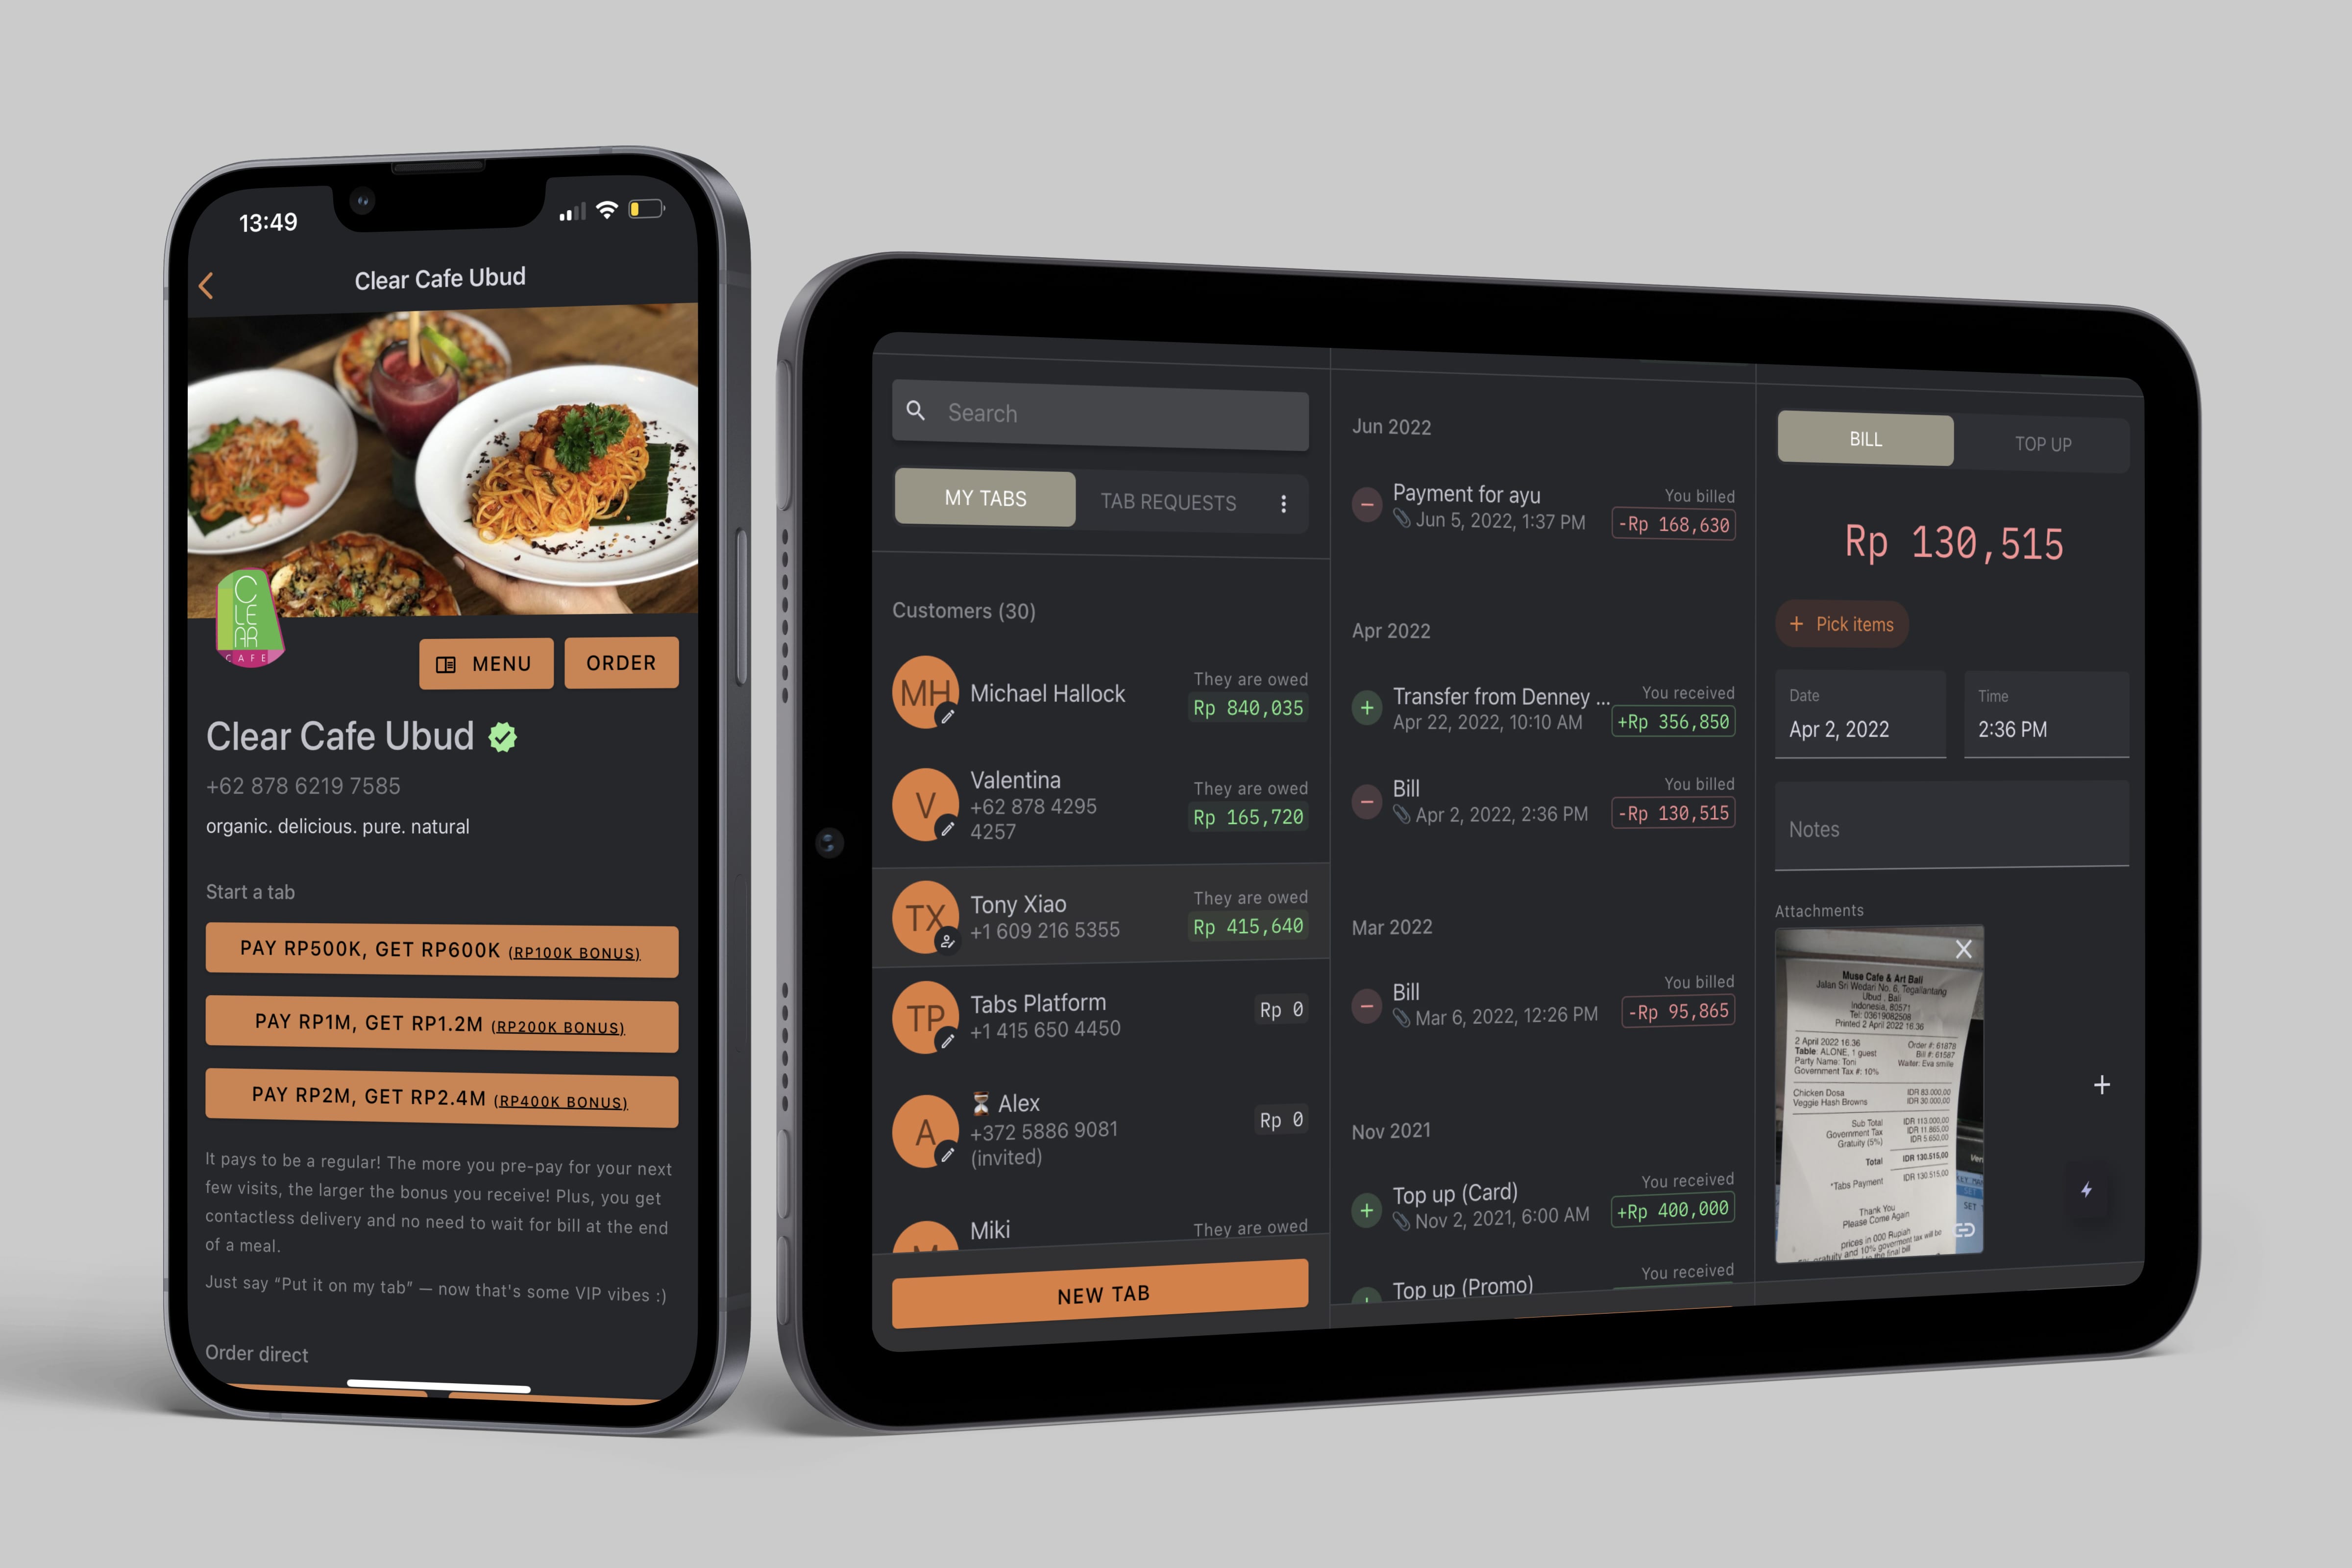 13:49
Clear Cafe Ubud
CLEAR
CAFE
MENU
ORDER
Clear Cafe Ubud
+62 878 6219 7585
organic. delicious. pure. natural
Start a tab
PAY RP500K, GET RP600K (RP100K BONUS)
PAY RP1M, GET RP1.2M (RP200K BONUS)
PAY RP2M, GET RP2.4M (RP400K BONUS)
It pays to be a regular! The more you pre-pay for your next
few visits, the larger the bonus you receive! Plus, you get
contactless delivery and no need to wait for bill at the end
of a meal.
Just say “Put it on my tab” — now that's some VIP vibes :)
Order direct
Search
MY TABS
TAB REQUESTS
Customers (30)
MH
Michael Hallock
They are owed
Rp 840,035
V
Valentina
+62 878 4295
4257
They are owed
Rp 165,720
TX
Tony Xiao
+1 609 216 5355
They are owed
Rp 415,640
TP
Tabs Platform
+1 415 650 4450
Rp 0
A
⏳ Alex
+372 5886 9081
(invited)
Rp 0
M
Miki
They are owed
NEW TAB
Jun 2022
Payment for ayu
Jun 5, 2022, 1:37 PM
You billed
-Rp 168,630
Apr 2022
Transfer from Denney ...
Apr 22, 2022, 10:10 AM
You received
+Rp 356,850
Bill
Apr 2, 2022, 2:36 PM
You billed
-Rp 130,515
Mar 2022
Bill
Mar 6, 2022, 12:26 PM
You billed
-Rp 95,865
Nov 2021
Top up (Card)
Nov 2, 2021, 6:00 AM
You received
+Rp 400,000
Top up (Promo)
You received
BILL
TOP UP
Rp 130,515
+ Pick items
Date
Apr 2, 2022
Time
2:36 PM
Notes
Attachments
Muse Cafe & Art Bali
Jalan Sri Wedari No. 6, Tegallantang
Ubud , Bali
Indonesia, 80571
Tel: 03619082508
Printed 2 April 2022 16.36
2 April 2022 16.36
Order #: 61878
Table: ALONE, 1 guest
Bill #: 61587
Party Name: Toni
Waiter: Eva smile
Government Tax #: 10%
Chicken Dosa IDR 83.000,00
Veggie Hash Browns IDR 30.000,00
Sub Total IDR 113.000,00
Government Tax IDR 11.865,00
Gratuity (5%) IDR 5.650,00
Total IDR 130.515,00
*Tabs Payment IDR 130.515,00
Thank You
Please Come Again
prices in 000 Rupiah
gratuity and 10% goverment tax will be
to the final bill
SET